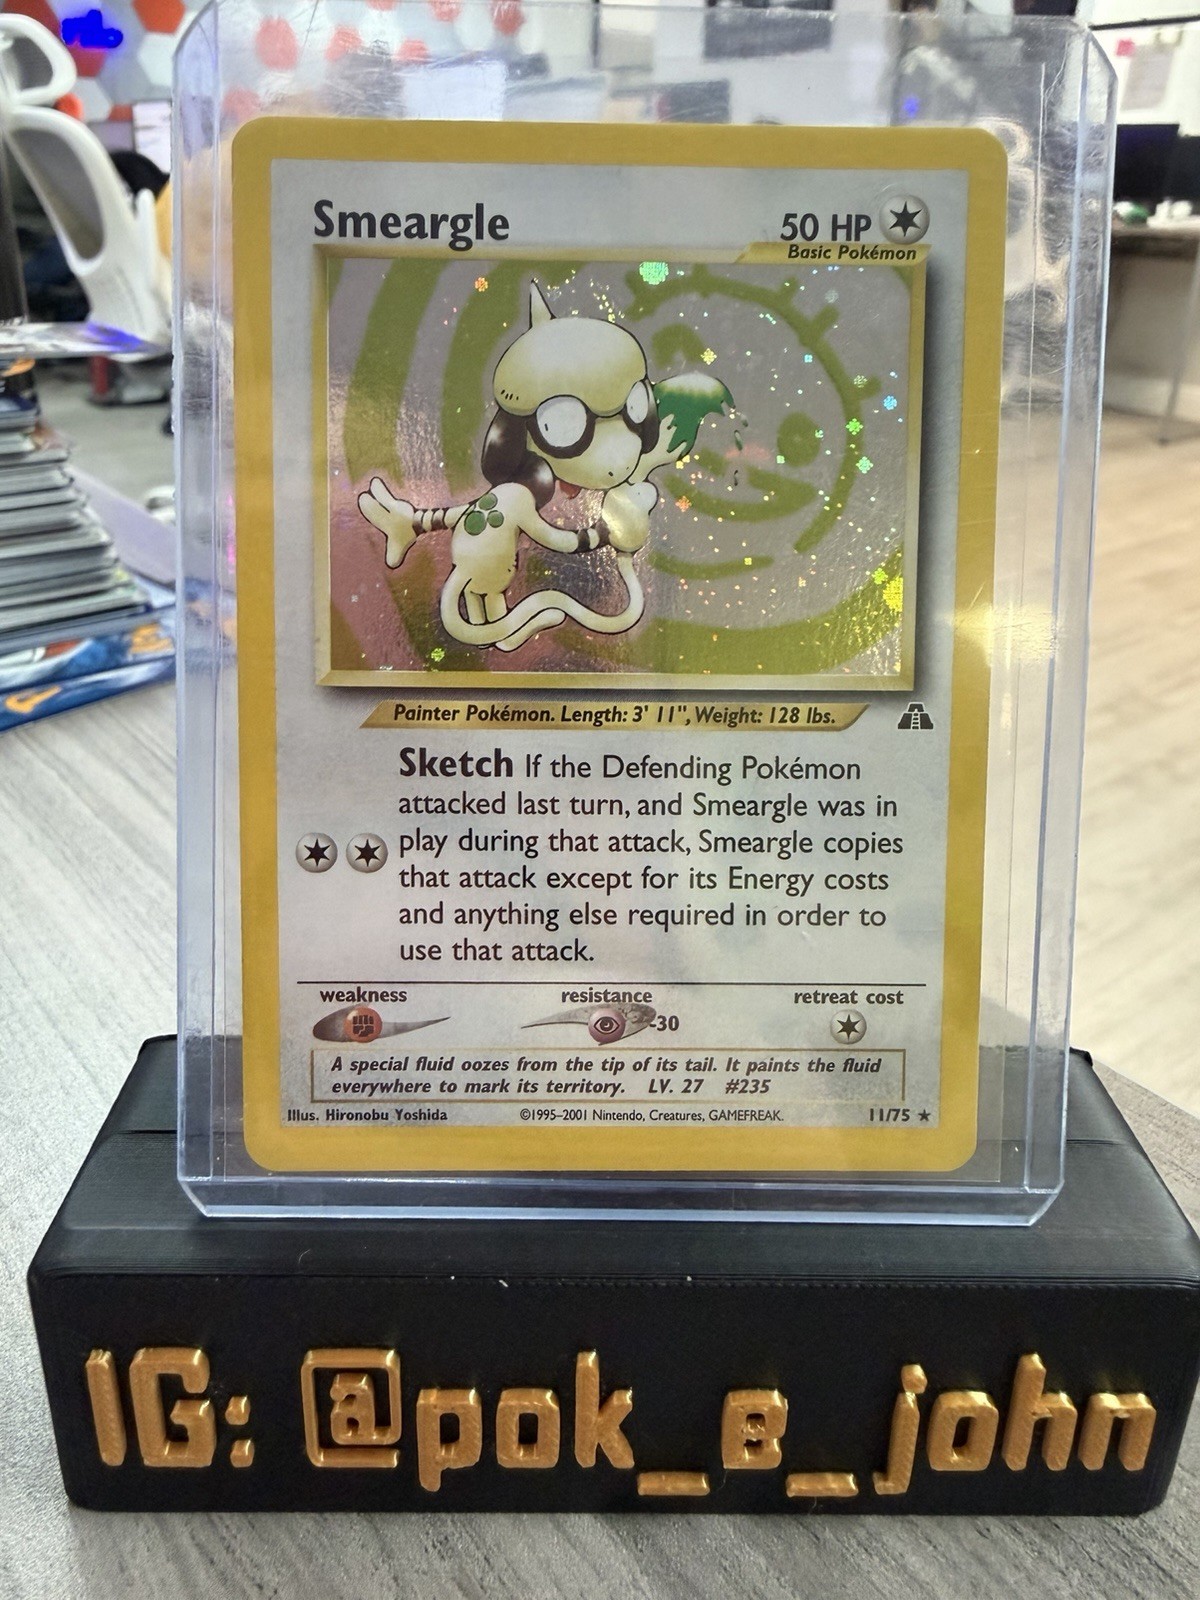 Smeargle
50 HP
Basic Pokémon
Painter Pokémon. Length: 3' 11", Weight: 128 lbs.
Sketch If the Defending Pokémon
attacked last turn, and Smeargle was in
play during that attack, Smeargle copies
that attack except for its Energy costs
and anything else required in order to
use that attack.
weakness resistance retreat cost
-30
A special fluid oozes from the tip of its tail. It paints the fluid
everywhere to mark its territory. LV. 27 #235
Illus. Hironobu Yoshida ©1995-2001 Nintendo, Creatures, GAMEFREAK. 11/75 ★
IG: @pok_e_john